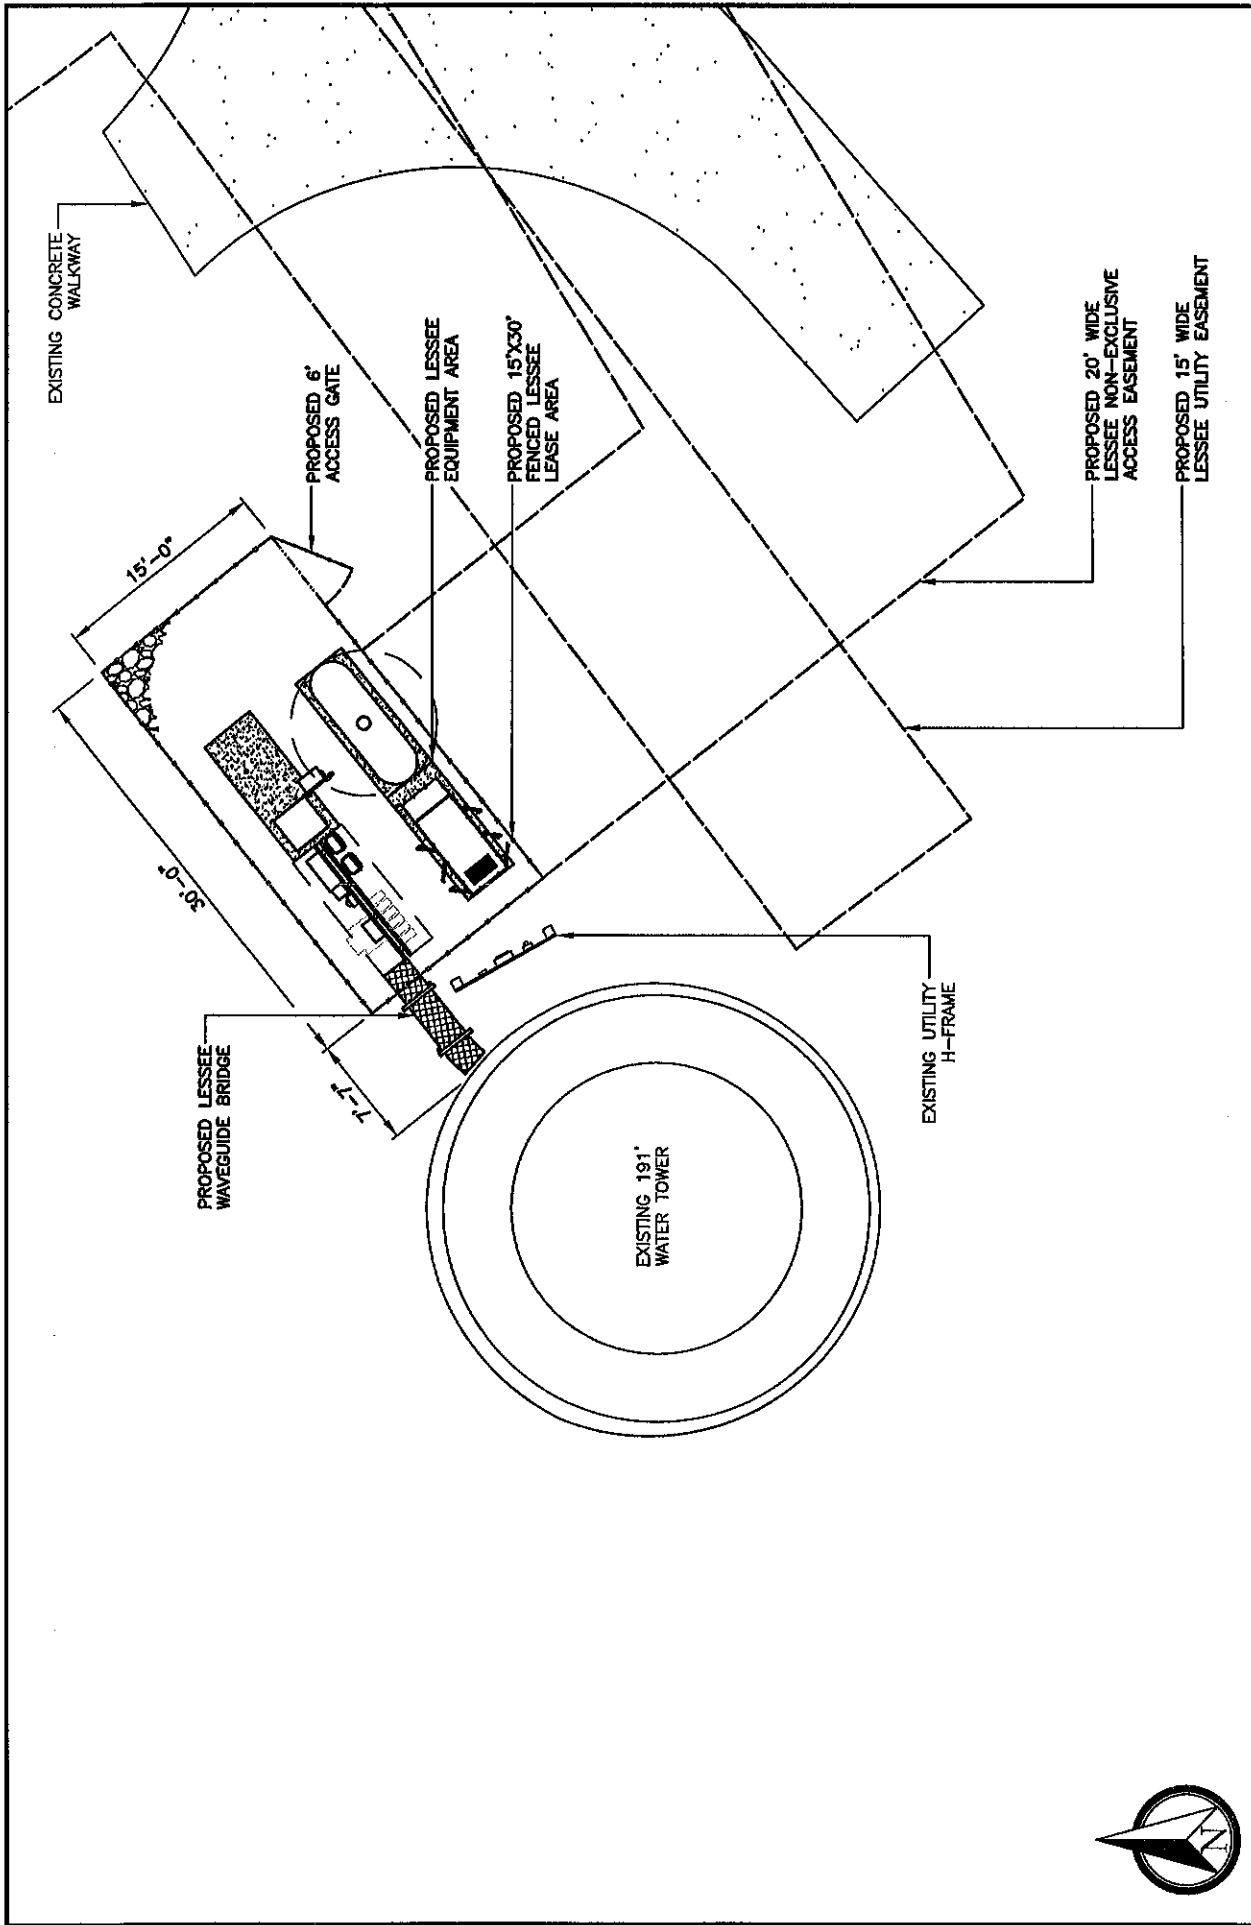 EXISTING CONCRETE
WALKWAY
PROPOSED 6'
ACCESS GATE
PROPOSED LESSEE
EQUIPMENT AREA
PROPOSED 15'X30'
FENCED LESSEE
LEASE AREA
15'-0"
30'-0"
7'-7"
PROPOSED LESSEE
WAVEGUIDE BRIDGE
EXISTING 191'
WATER TOWER
EXISTING UTILITY
H-FRAME
PROPOSED 20' WIDE
LESSEE NON-EXCLUSIVE
ACCESS EASEMENT
PROPOSED 15' WIDE
LESSEE UTILITY EASEMENT
N